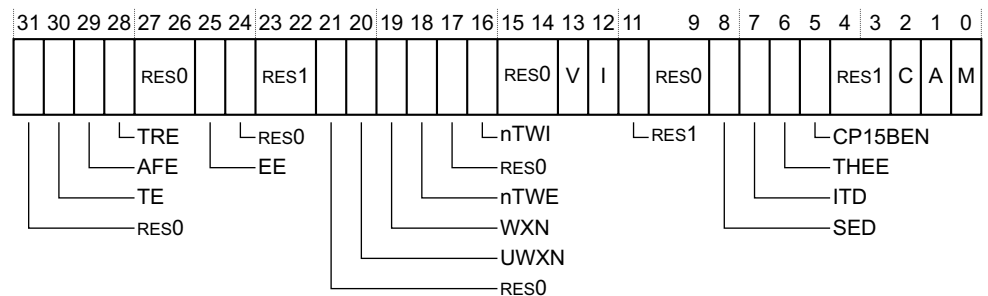 31 30 29 28 27 26 25 24 23 22 21 20 19 18 17 16 15 14 13 12 11 9 8 7 6 5 4 3 2 1 0
RES0 RES1 RES0 V I RES0 RES1 C A M
TRE RES0 nTWI RES1 CP15BEN
AFE EE RES0 THEE
TE nTWE ITD
RES0 WXN SED
UWXN
RES0